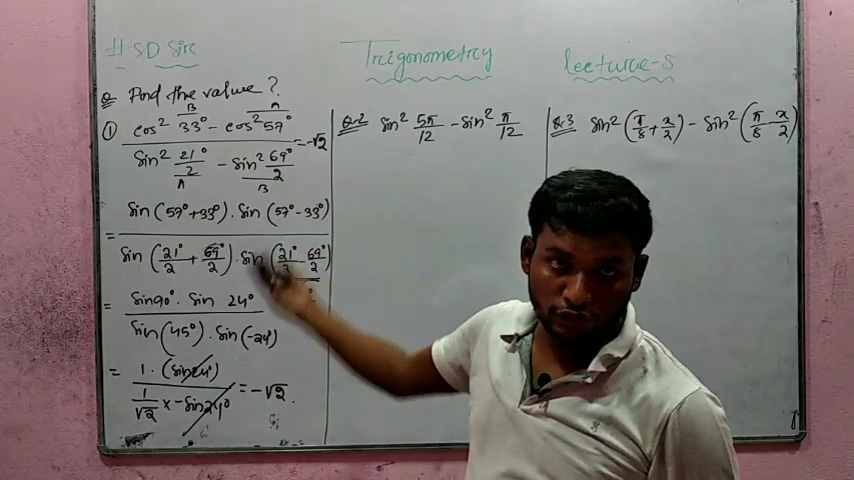 H-SD Sir
Trigonometry
lecture-8
Q Find the value?
B A
① cos² 33° - cos² 57° / sin² 21°/2 - sin² 69°/2 = -√2
A B
= sin(57°+33°) . sin(57°-33°) / sin(21°/2 + 69°/2) . sin(21°/2 - 69°/2)
= sin90° . sin 24° / sin(45°) . sin(-24°)
= 1 . (sin24°) / 1/√2 × -sin24° = -√2 .
Q.2 sin² 5π/12 - sin² π/12
Q.3 sin² (π/8 + x/2) - sin² (π/8 - x/2)